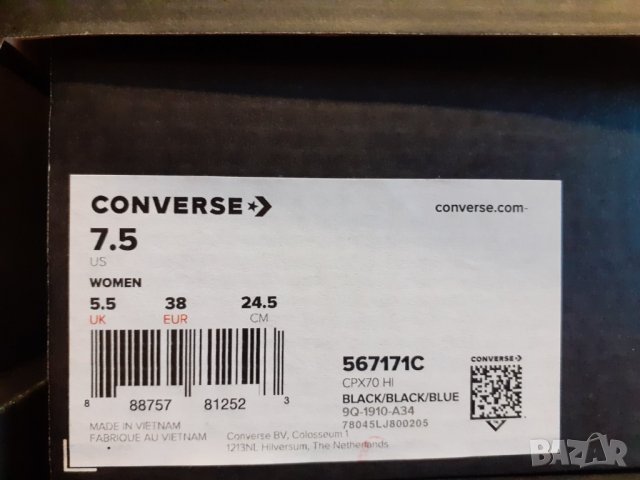 CONVERSE
converse.com
7.5
US
WOMEN
5.5 38 24.5
UK EUR CM
8 88757 81252 3
567171C
CPX70 HI
BLACK/BLACK/BLUE
9Q-1910-A34
78045LJ800205
CONVERSE
MADE IN VIETNAM
FABRIQUE AU VIETNAM
Converse BV, Colosseum 1
1213NL Hilversum, The Netherlands
BAZAR